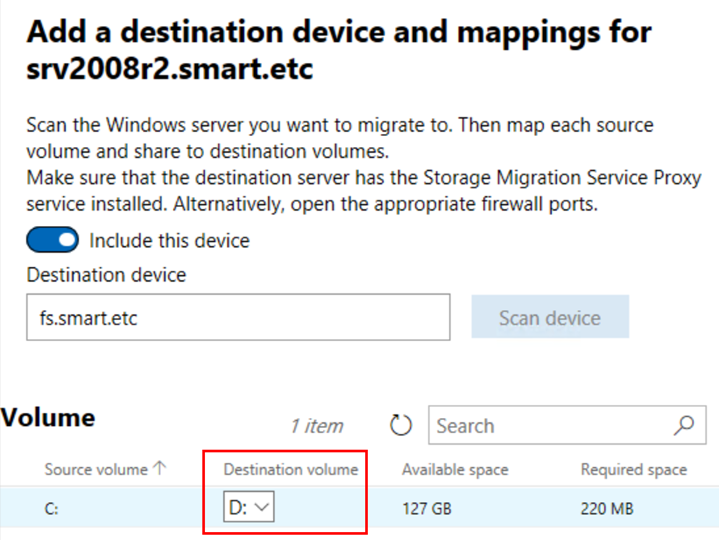 Add a destination device and mappings for
srv2008r2.smart.etc
Scan the Windows server you want to migrate to. Then map each source
volume and share to destination volumes.
Make sure that the destination server has the Storage Migration Service Proxy
service installed. Alternatively, open the appropriate firewall ports.
Include this device
Destination device
fs.smart.etc
Scan device
Volume
1 item
Search
Source volume
Destination volume
Available space
Required space
C:
D:
127 GB
220 MB